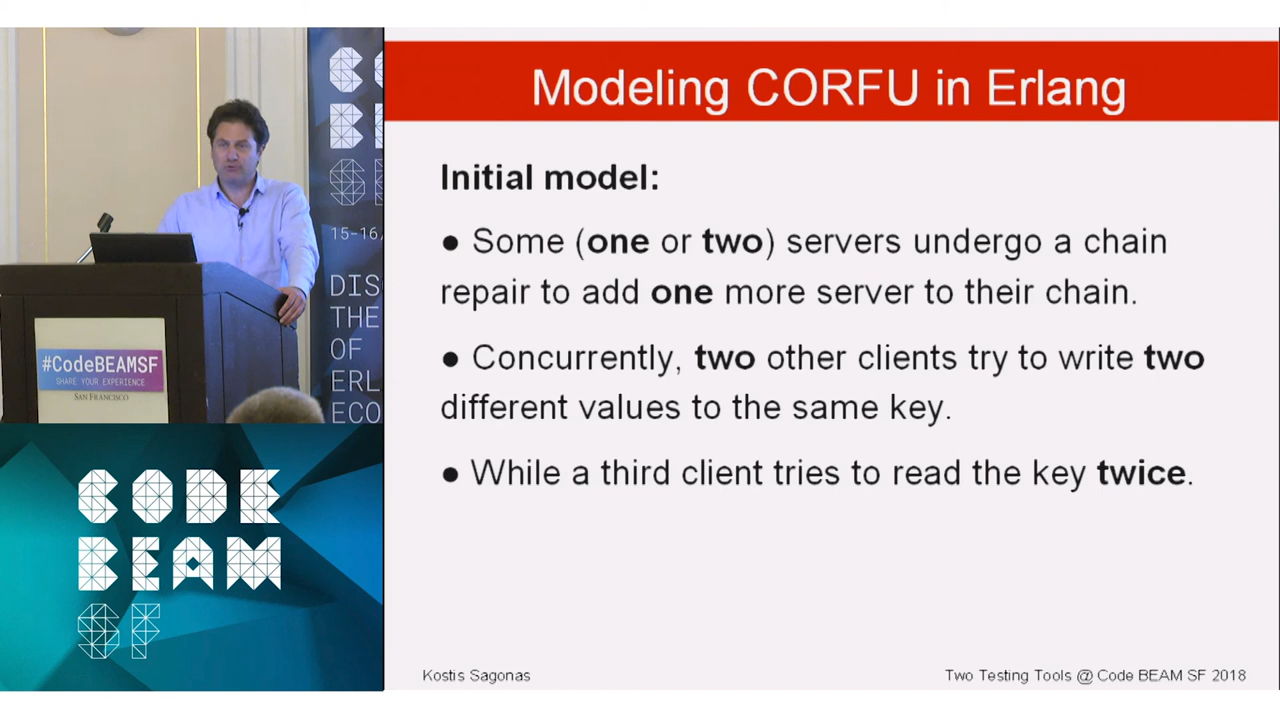 Modeling CORFU in Erlang
Initial model:
● Some (one or two) servers undergo a chain
repair to add one more server to their chain.
● Concurrently, two other clients try to write two
different values to the same key.
● While a third client tries to read the key twice.
Kostis Sagonas
Two Testing Tools @ Code BEAM SF 2018
15-16
DIS
THE
OF
ERL
ECO
#CodeBEAMSF
SHARE YOUR EXPERIENCE
SAN FRANCISCO
CODE
BEAM
SF